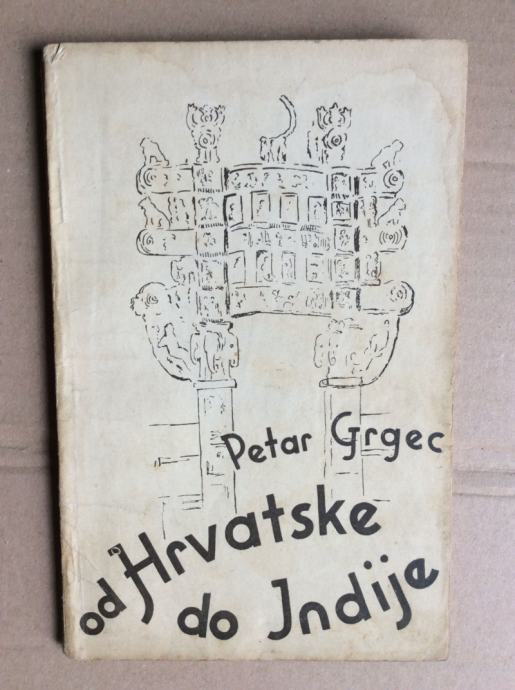 Petar Grgec
od Hrvatske
do Indije